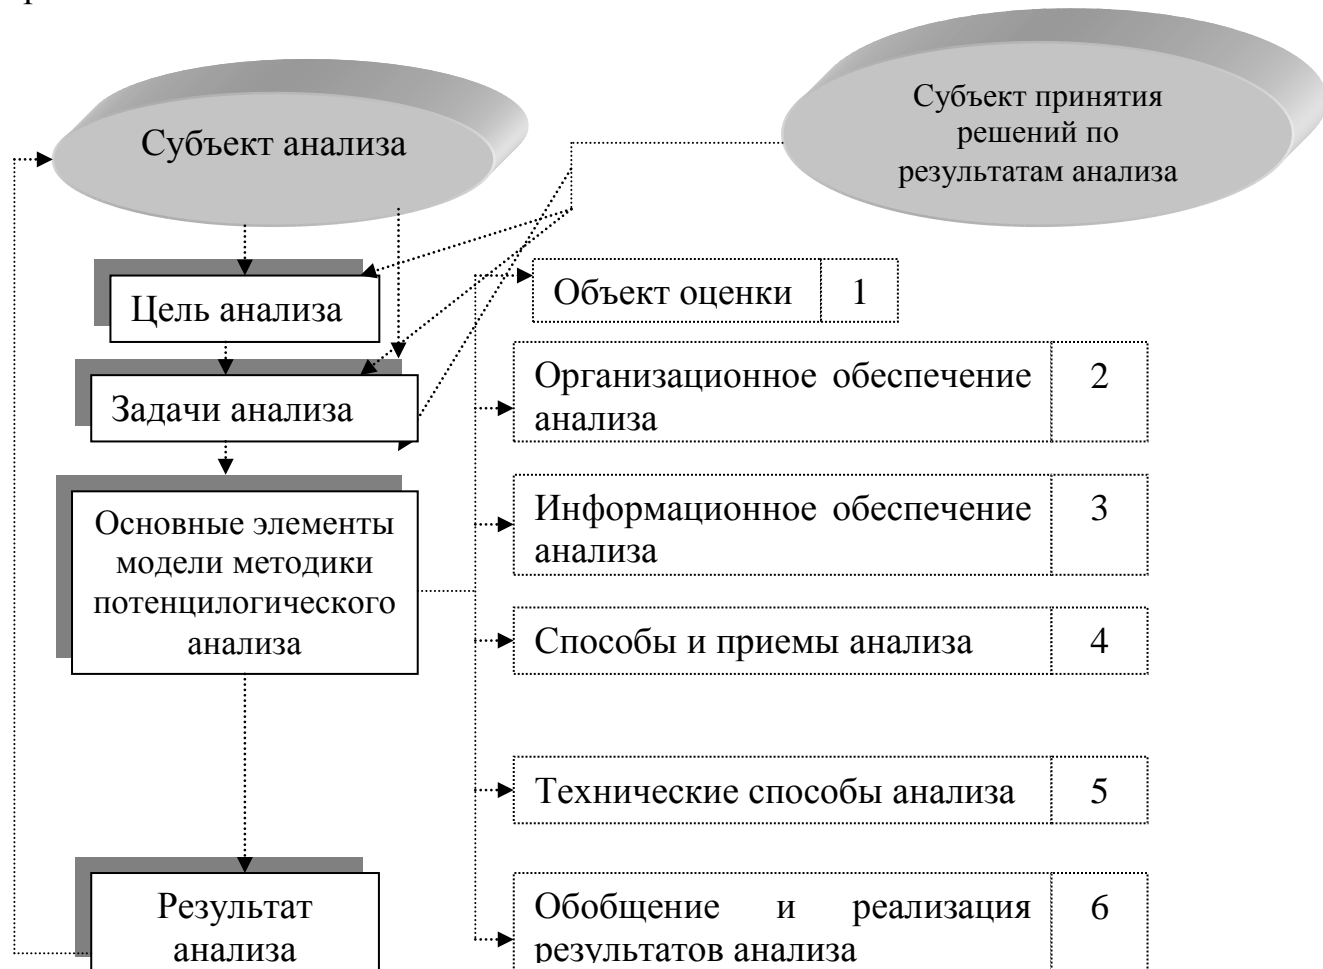 Субъект анализа
Субъект принятия
решений по
результатам анализа
Цель анализа
Объект оценки 1
Задачи анализа
Организационное обеспечение 2
анализа
Основные элементы
модели методики
потенцилогического
анализа
Информационное обеспечение 3
анализа
Способы и приемы анализа 4
Технические способы анализа 5
Результат
анализа
Обобщение и реализация 6
результатов анализа